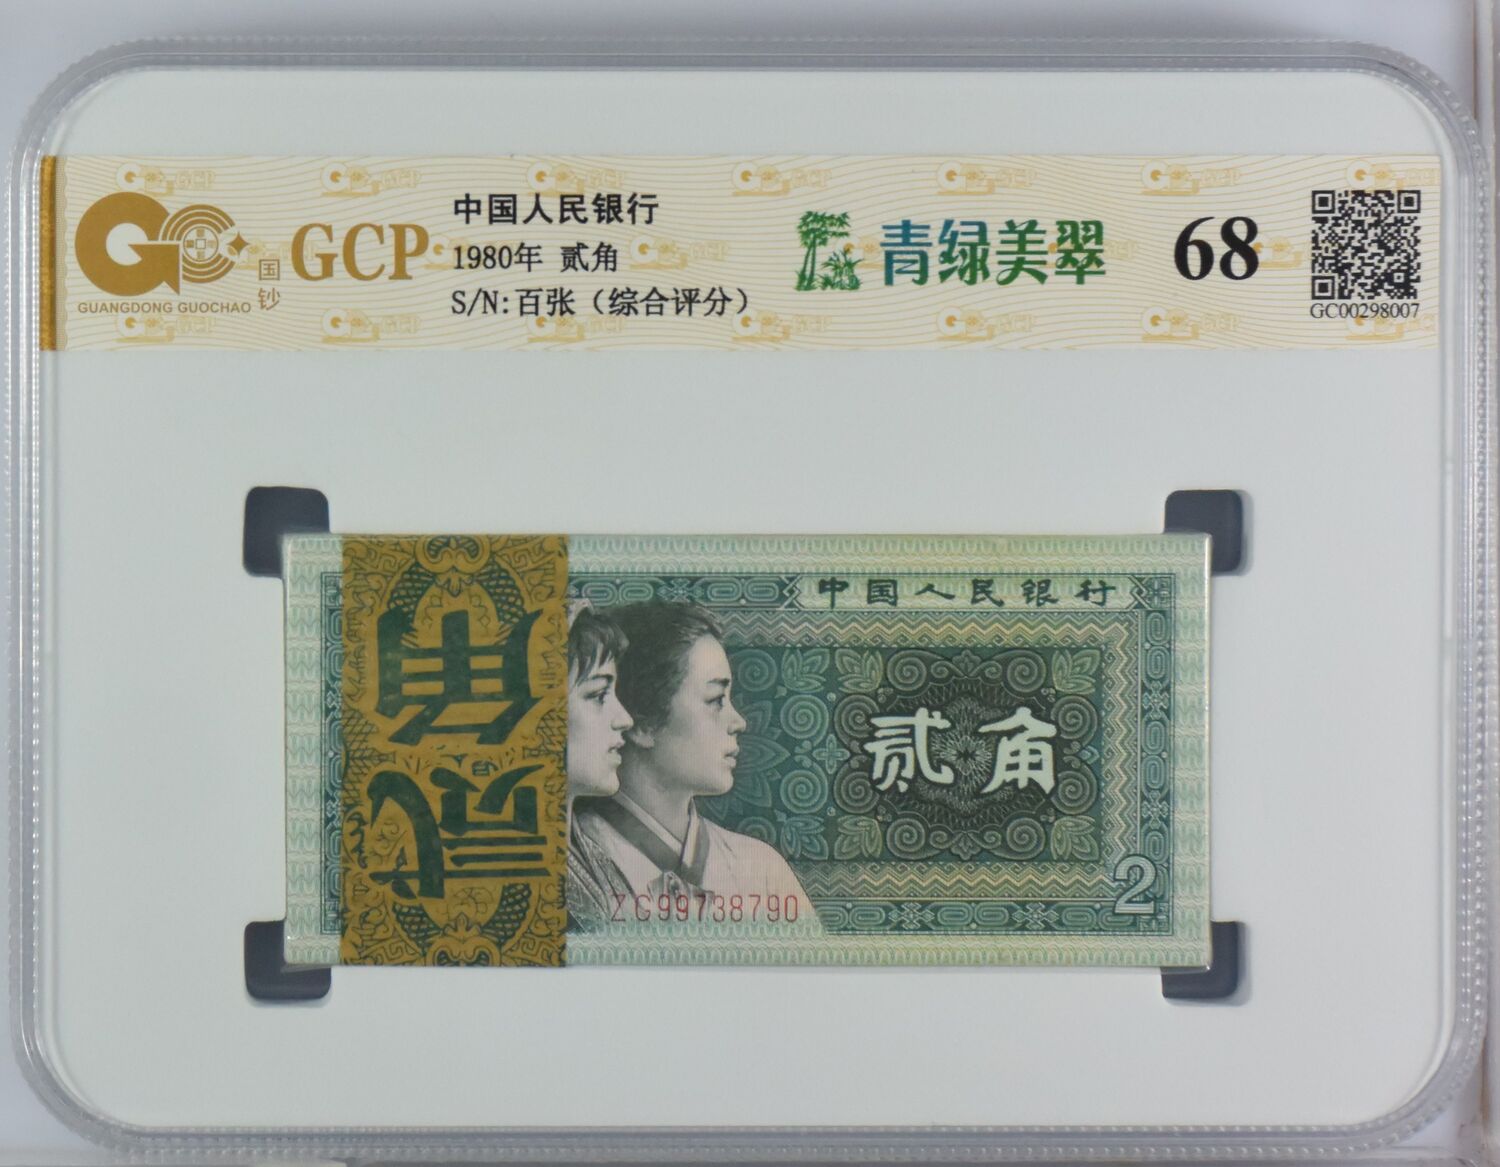 GUANGDONG GUOCHAO
国钞
GCP
中国人民银行
1980年 贰角
S/N:百张（综合评分）
青绿美翠
68
GC00298007
中国人民银行
贰角
贰角
2
ZG99738790